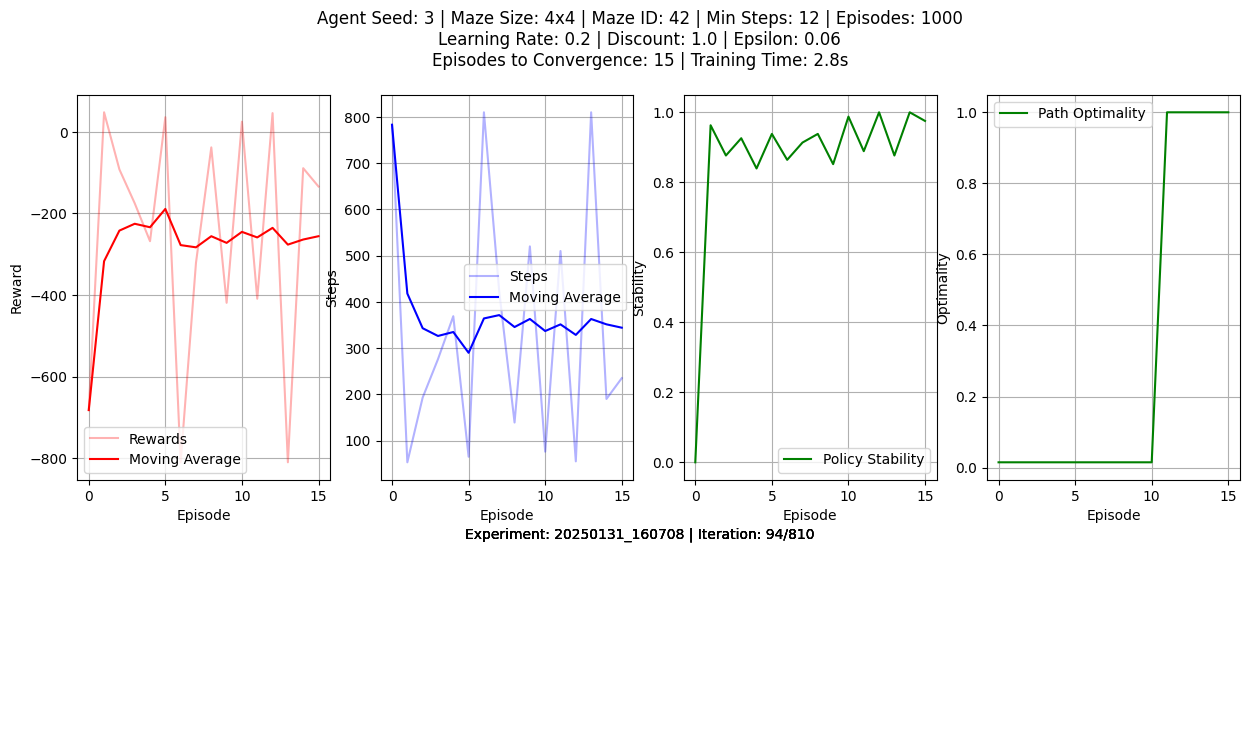 Agent Seed: 3 | Maze Size: 4x4 | Maze ID: 42 | Min Steps: 12 | Episodes: 1000
Learning Rate: 0.2 | Discount: 1.0 | Epsilon: 0.06
Episodes to Convergence: 15 | Training Time: 2.8s
Reward
0
−200
−400
−600
−800
Rewards
Moving Average
0
5
10
15
Episode
Steps
800
700
600
500
400
300
200
100
Steps
Moving Average
0
5
10
15
Episode
Stability
1.0
0.8
0.6
0.4
0.2
0.0
Policy Stability
0
5
10
15
Episode
Optimality
1.0
0.8
0.6
0.4
0.2
0.0
Path Optimality
0
5
10
15
Episode
Experiment: 20250131_160708 | Iteration: 94/810